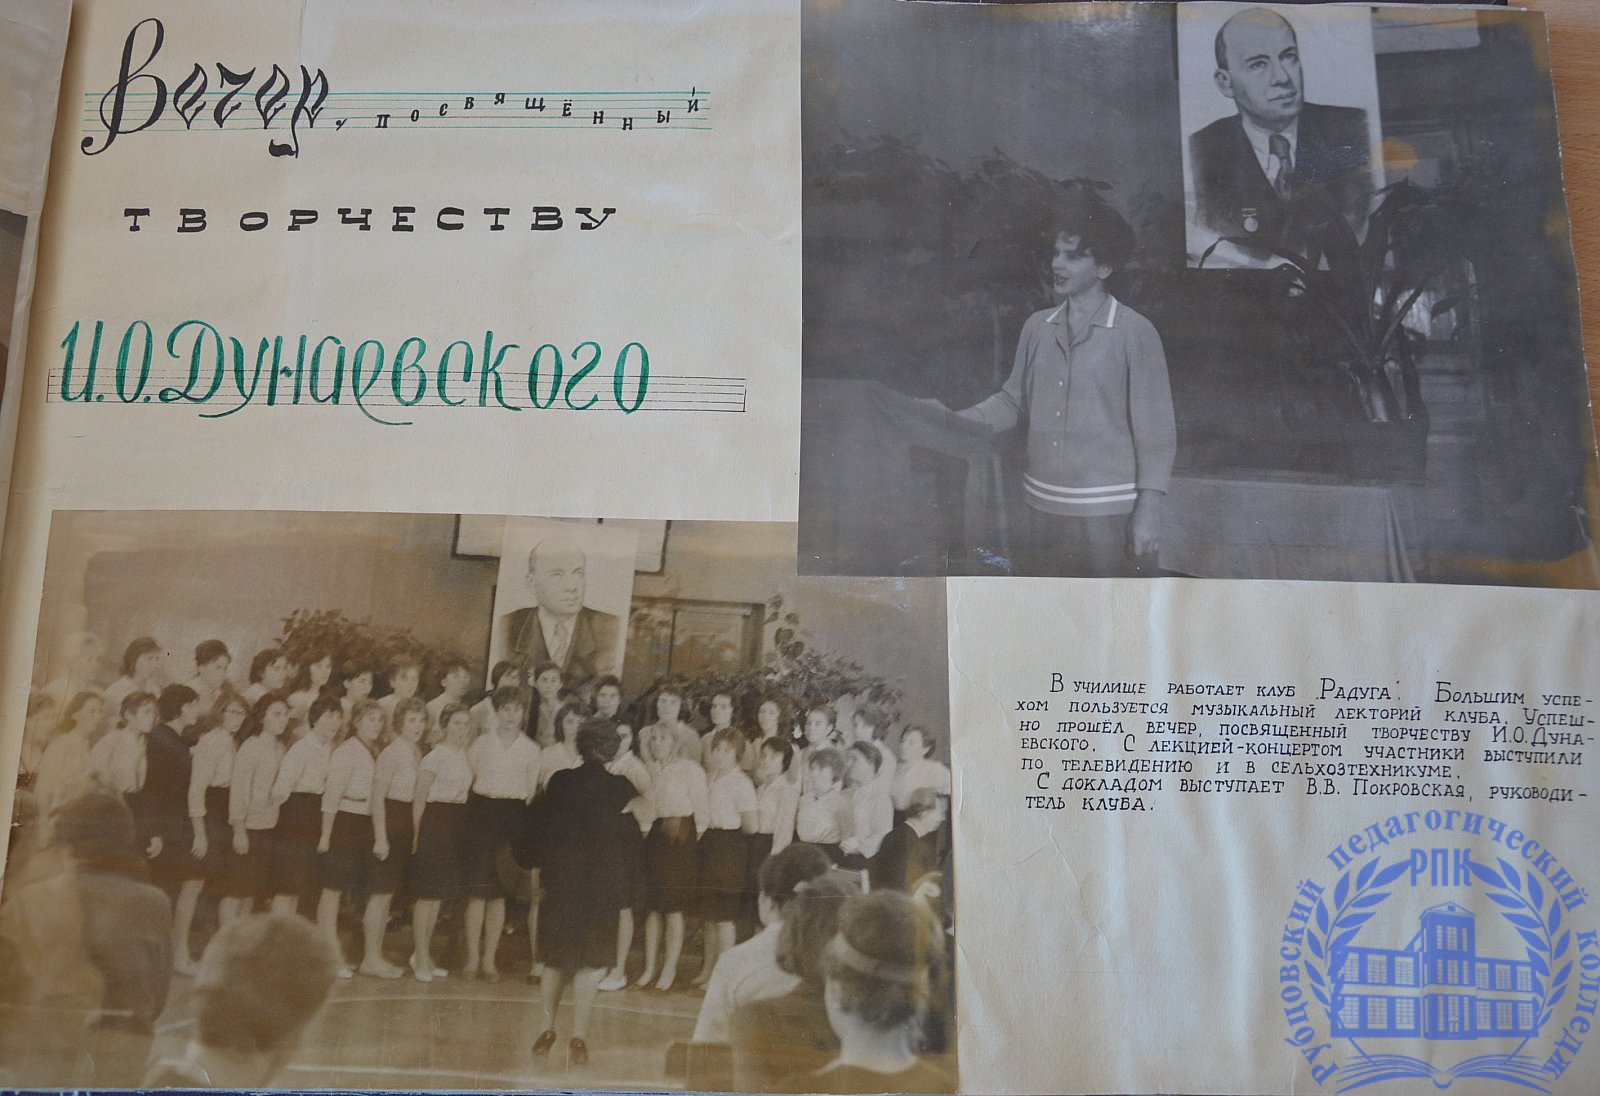 Вечер, посвящённый
творчеству
И.О. Дунаевского
В училище работает клуб „Радуга". Большим успе-
хом пользуется музыкальный лекторий клуба. Успеш-
но прошёл вечер, посвященный творчеству И.О. Дуна-
евского. С лекцией-концертом участники выступили
по телевидению и в сельхозтехникуме.
С докладом выступает В.В. Покровская, руководи-
тель клуба.
Рубцовский педагогический колледж
РПК